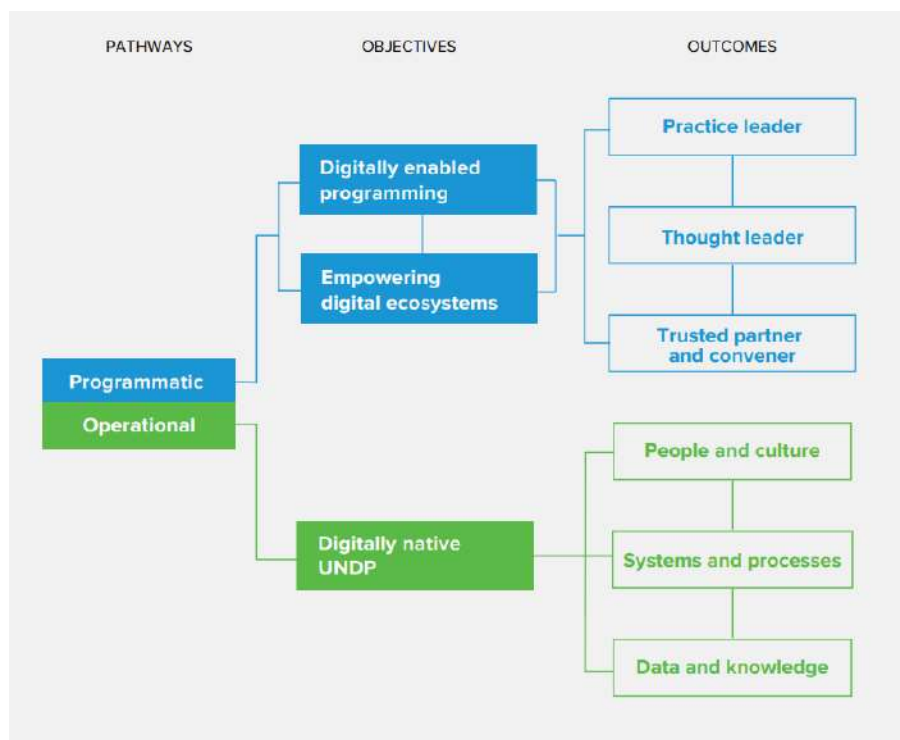 PATHWAYS
OBJECTIVES
OUTCOMES
Practice leader
Digitally enabled
programming
Thought leader
Empowering
digital ecosystems
Trusted partner
and convener
Programmatic
Operational
People and culture
Digitally native
UNDP
Systems and processes
Data and knowledge